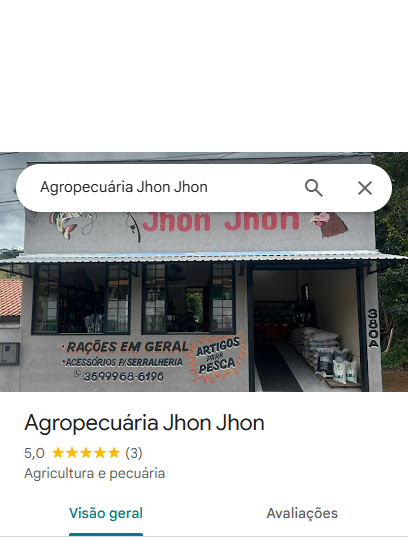 Agropecuária Jhon Jhon
Jhon Jhon
RAÇÕES EM GERAL
ACESSÓRIOS P/SERRALHERIA
3599968-6196
ARTIGOS
PARA
PESCA
380A
Agropecuária Jhon Jhon
5,0 ★★★★★ (3)
Agricultura e pecuária
Visão geral
Avaliações